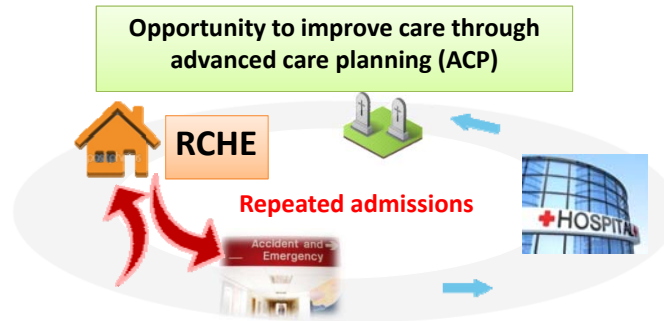 Opportunity to improve care through
advanced care planning (ACP)
RCHE
Repeated admissions
Accident and
Emergency
HOSPITAL